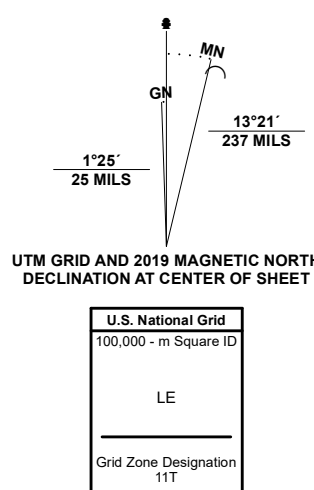 MN
GN
13°21´
237 MILS
1°25´
25 MILS
UTM GRID AND 2019 MAGNETIC NORTH
DECLINATION AT CENTER OF SHEET
U.S. National Grid
100,000 - m Square ID
LE
Grid Zone Designation
11T